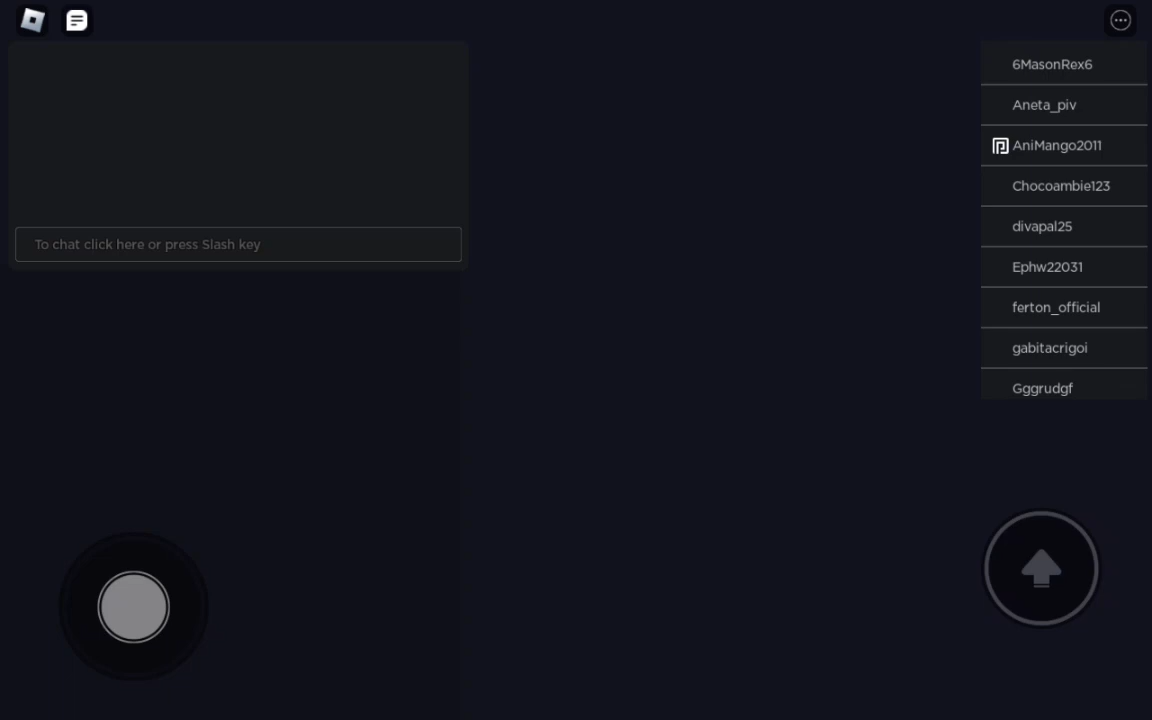 To chat click here or press Slash key
6MasonRex6
Aneta_piv
AniMango2011
Chocoambie123
divapal25
Ephw22031
ferton_official
gabitacrigoi
Gggrudgf